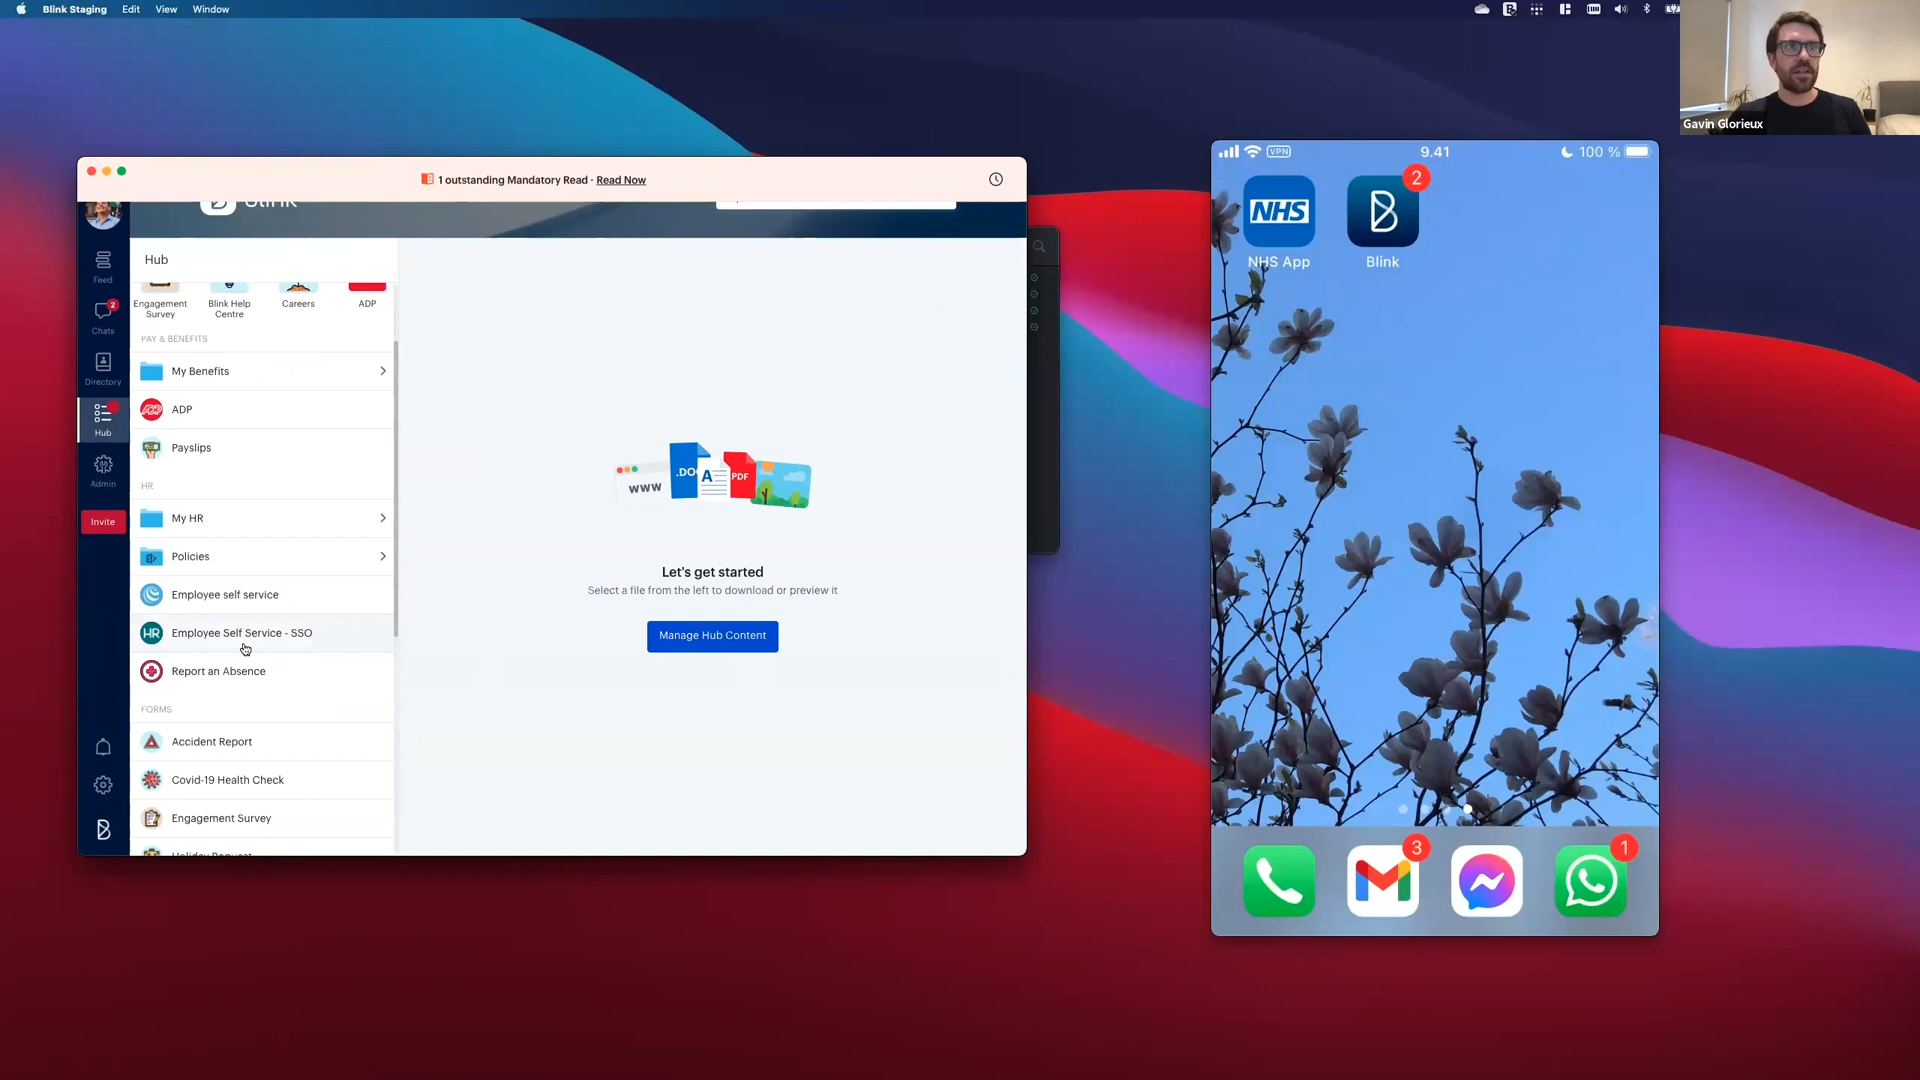 Blink Staging Edit View Window
Gavin Glorieux
1 outstanding Mandatory Read · Read Now
Feed
2
Chats
Directory
Hub
Admin
Invite
Hub
Engagement Survey
Blink Help Centre
Careers
ADP
PAY & BENEFITS
My Benefits
ADP
Payslips
HR
My HR
Policies
Employee self service
HR
Employee Self Service - SSO
Report an Absence
FORMS
Accident Report
Covid-19 Health Check
Engagement Survey
www
A
PDF
Let's get started
Select a file from the left to download or preview it
Manage Hub Content
VPN 9.41 100 %
NHS
2
NHS App
Blink
3
1